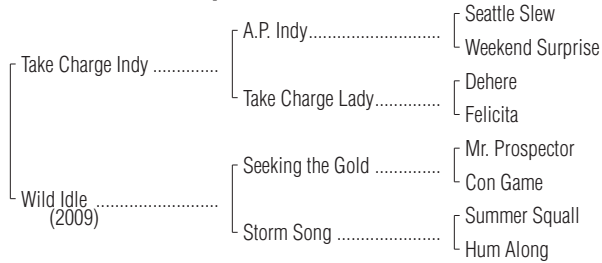 Seattle Slew
A.P. Indy............................
Weekend Surprise
Take Charge Indy ..............
Dehere
Take Charge Lady..............
Felicita
Mr. Prospector
Seeking the Gold ..............
Con Game
Wild Idle ..........................
(2009)
Summer Squall
Storm Song ......................
Hum Along